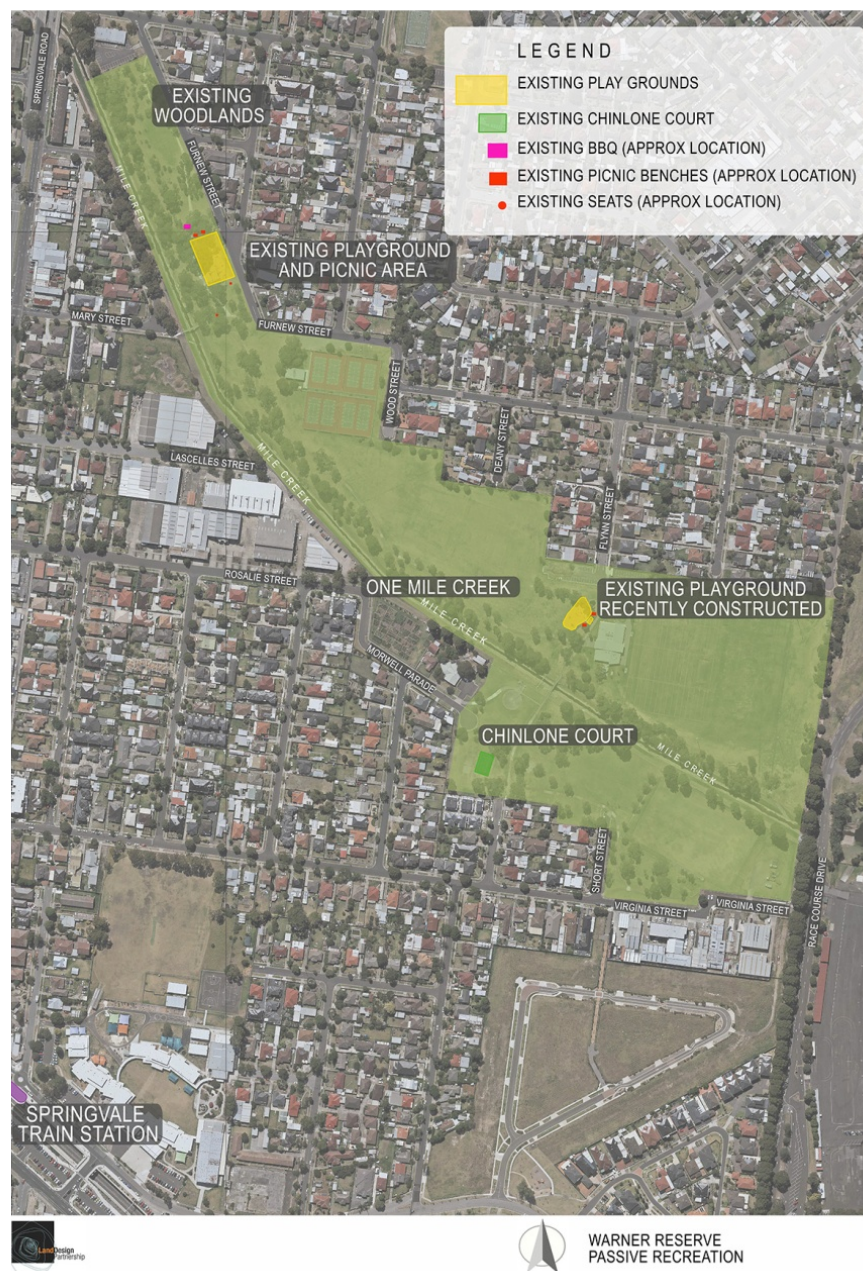 LEGEND
EXISTING PLAY GROUNDS
EXISTING CHINLONE COURT
EXISTING BBQ (APPROX LOCATION)
EXISTING PICNIC BENCHES (APPROX LOCATION)
EXISTING SEATS (APPROX LOCATION)
SPRINGVALE ROAD
EXISTING
WOODLANDS
FURNEW STREET
MILE CREEK
EXISTING PLAYGROUND
AND PICNIC AREA
MARY STREET
FURNEW STREET
WOOD STREET
DEANY STREET
LASCELLES STREET
MILE CREEK
FLYNN STREET
ROSALIE STREET
ONE MILE CREEK
EXISTING PLAYGROUND
RECENTLY CONSTRUCTED
MILE CREEK
MORWELL PARADE
CHINLONE COURT
MILE CREEK
SHORT STREET
RACE COURSE DRIVE
VIRGINIA STREET
VIRGINIA STREET
SPRINGVALE
TRAIN STATION
Land Design
Partnership
WARNER RESERVE
PASSIVE RECREATION